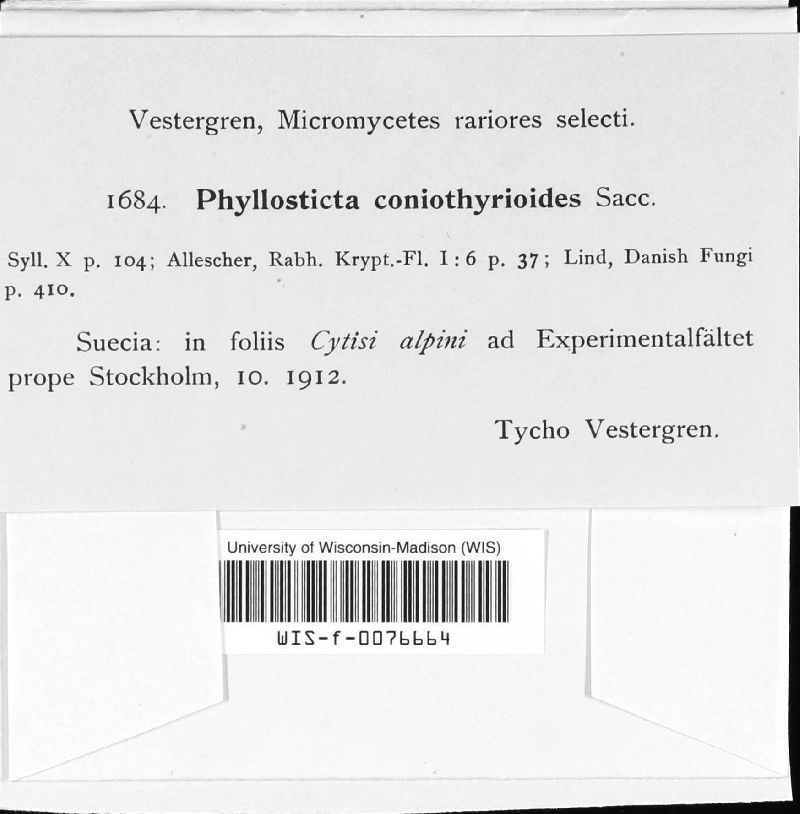 Vestergren, Micromycetes rariores selecti.
1684. Phyllosticta coniothyrioides Sacc.
Syll. X p. 104; Allescher, Rabh. Krypt.-Fl. I : 6 p. 37; Lind, Danish Fungi
p. 410.
Suecia: in foliis Cytisi alpini ad Experimentalfältet
prope Stockholm, 10. 1912.
Tycho Vestergren.
University of Wisconsin-Madison (WIS)
WIS-f-0076664